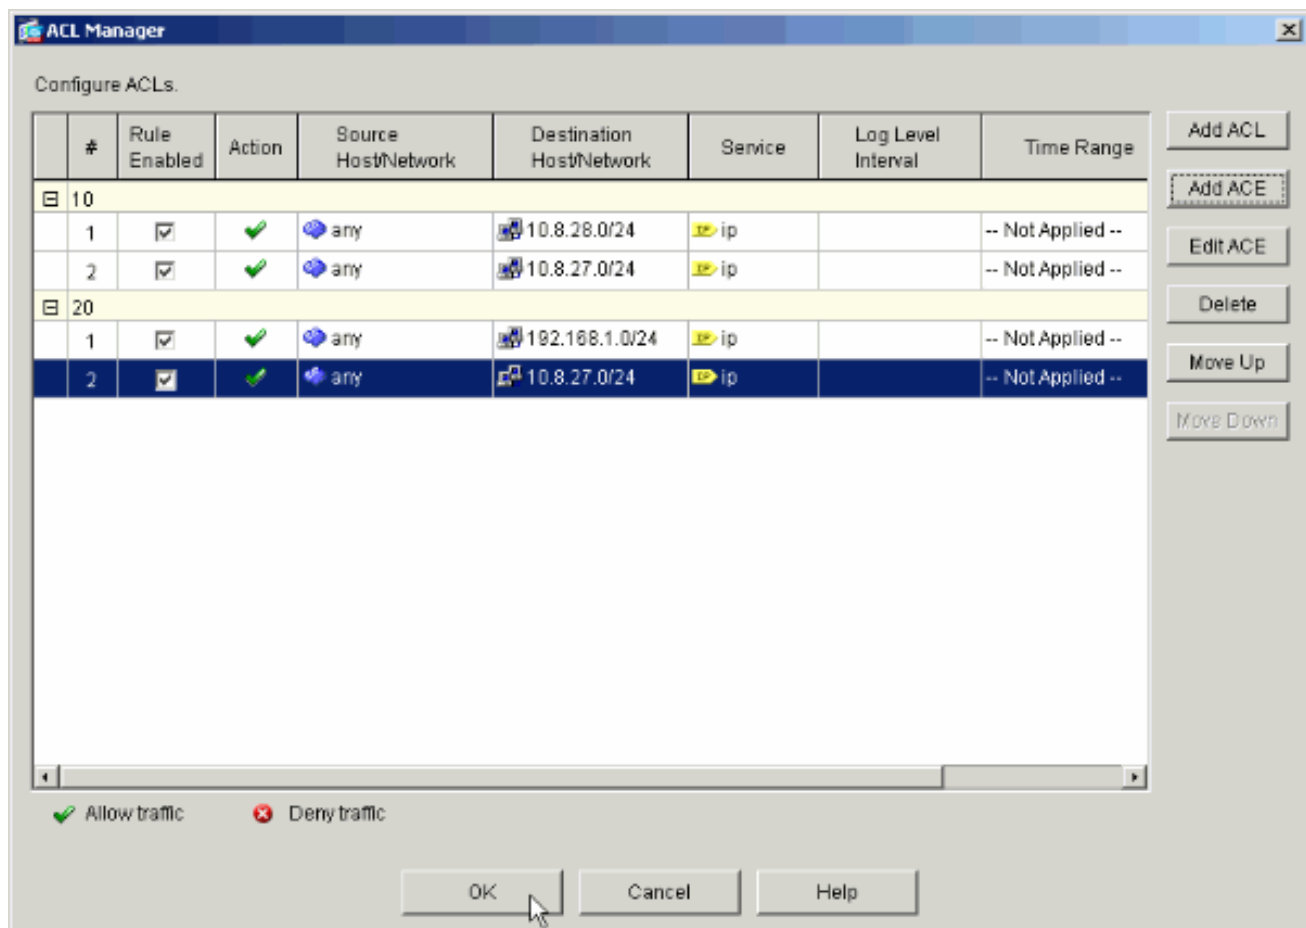 ACL Manager
Configure ACLs.
# Rule Enabled Action Source Host/Network Destination Host/Network Service Log Level Interval Time Range
10
1 any 10.8.28.0/24 IP ip -- Not Applied --
2 any 10.8.27.0/24 IP ip -- Not Applied --
20
1 any 192.168.1.0/24 IP ip -- Not Applied --
2 any 10.8.27.0/24 IP ip -- Not Applied --
Add ACL
Add ACE
Edit ACE
Delete
Move Up
Move Down
Allow traffic Deny traffic
OK Cancel Help